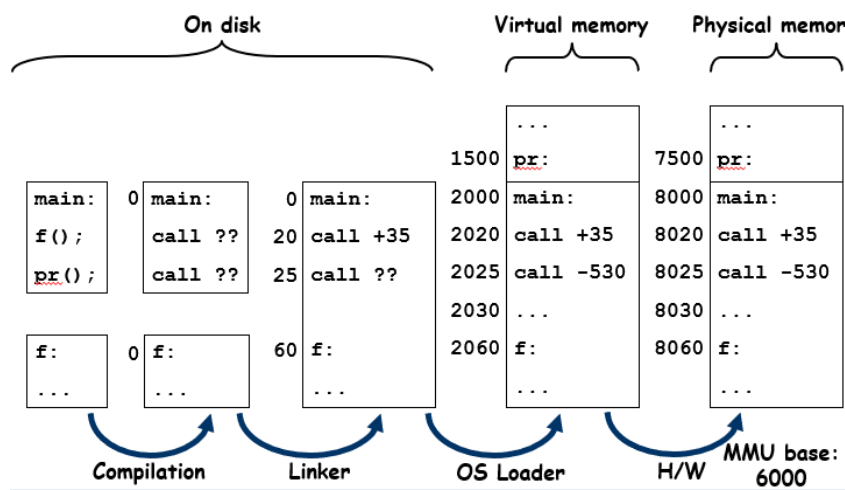 On disk
Virtual memory
Physical memor
main:
f();
pr();
f:
...
0 main:
call ??
call ??
0 f:
...
0 main:
20 call +35
25 call ??
60 f:
...
...
1500 pr:
2000 main:
2020 call +35
2025 call -530
2030 ...
2060 f:
...
...
7500 pr:
8000 main:
8020 call +35
8025 call -530
8030 ...
8060 f:
...
Compilation
Linker
OS Loader
H/W
MMU base:
6000